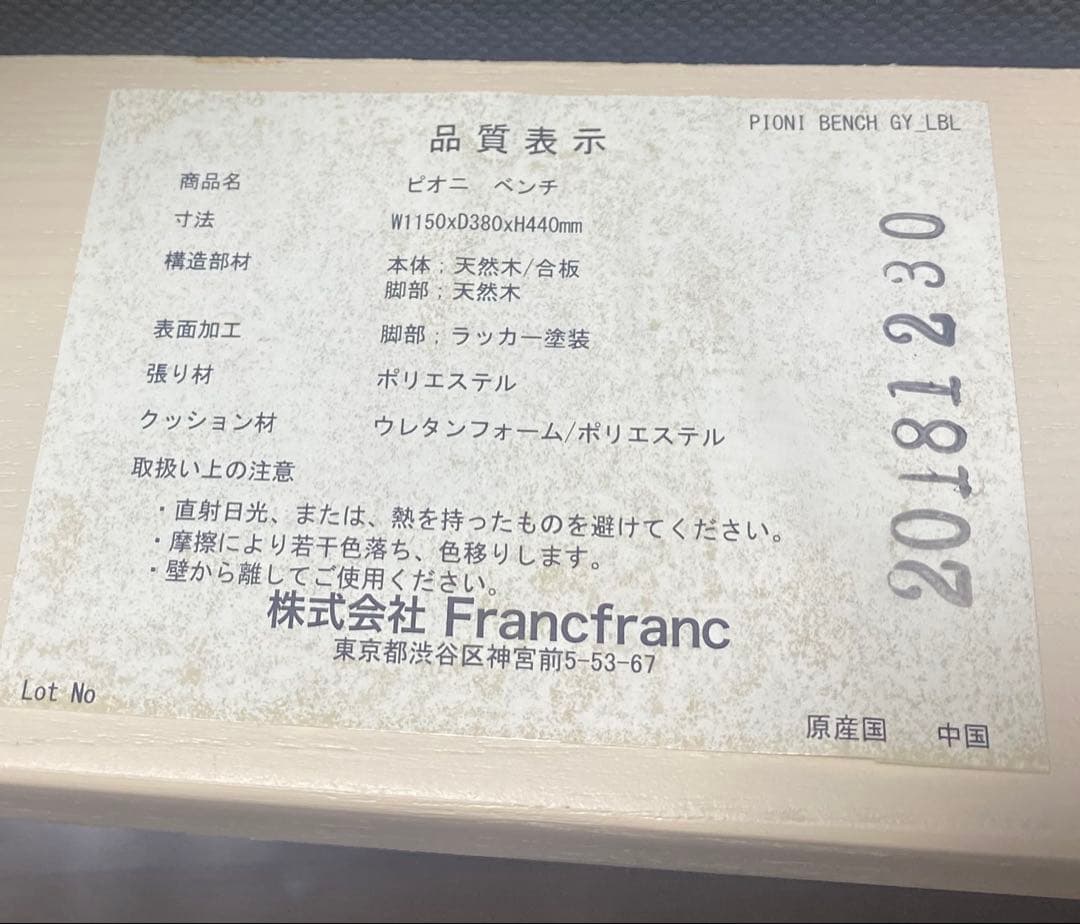 PIONI BENCH GY_LBL
品質表示
商品名 ピオニ ベンチ
寸法 W1150xD380xH440mm
構造部材 本体;天然木/合板
脚部;天然木
表面加工 脚部;ラッカー塗装
張り材 ポリエステル
クッション材 ウレタンフォーム/ポリエステル
取扱い上の注意
・直射日光、または、熱を持ったものを避けてください。
・摩擦により若干色落ち、色移りします。
・壁から離してご使用ください。
株式会社 Francfranc
東京都渋谷区神宮前5-53-67
Lot No
原産国 中国
20181230